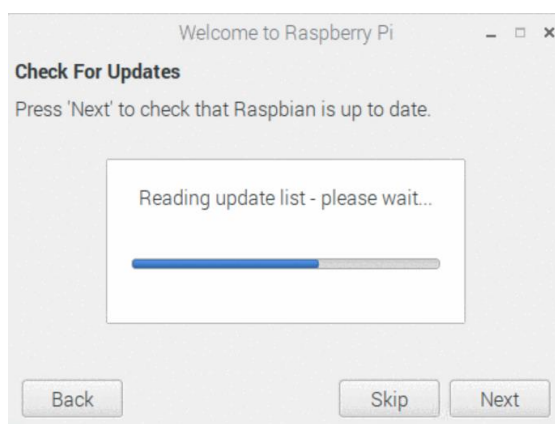 Welcome to Raspberry Pi
Check For Updates
Press 'Next' to check that Raspbian is up to date.
Reading update list - please wait...
Back
Skip
Next